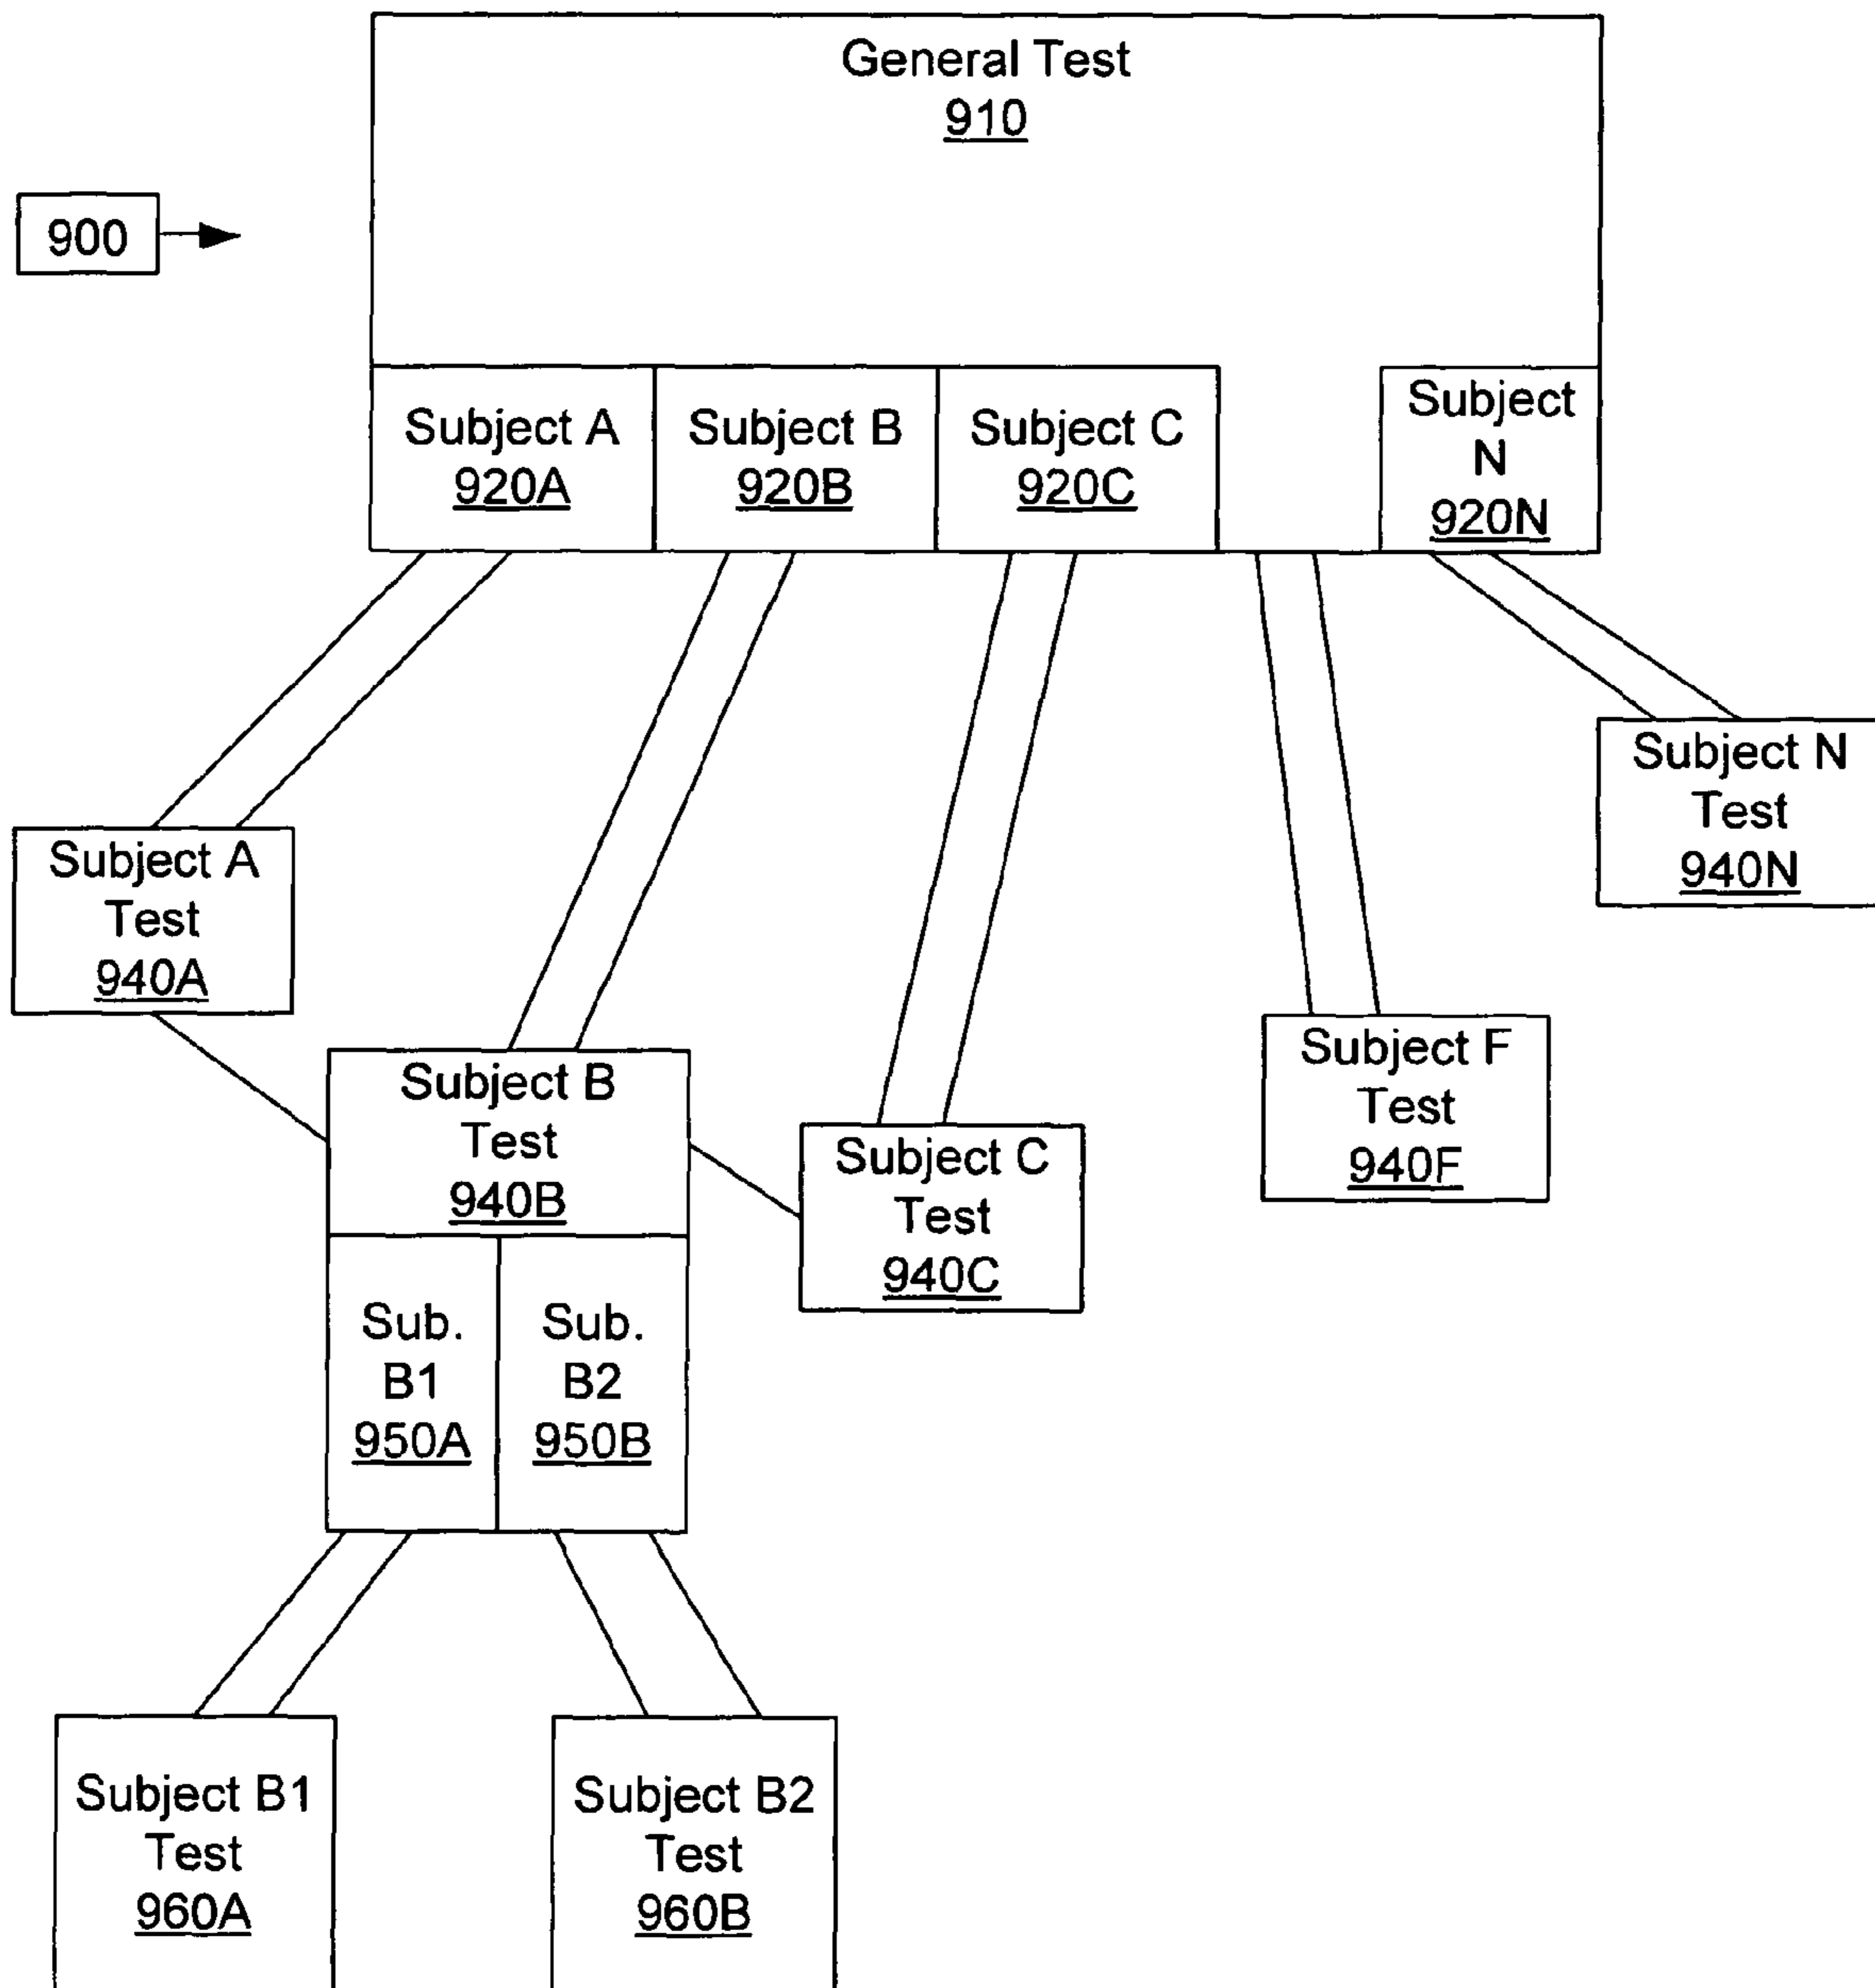 General Test
910
900
Subject A
920A
Subject B
920B
Subject C
920C
Subject
N
920N
Subject N
Test
940N
Subject A
Test
940A
Subject F
Test
940F
Subject B
Test
940B
Subject C
Test
940C
Sub.
B1
950A
Sub.
B2
950B
Subject B1
Test
960A
Subject B2
Test
960B